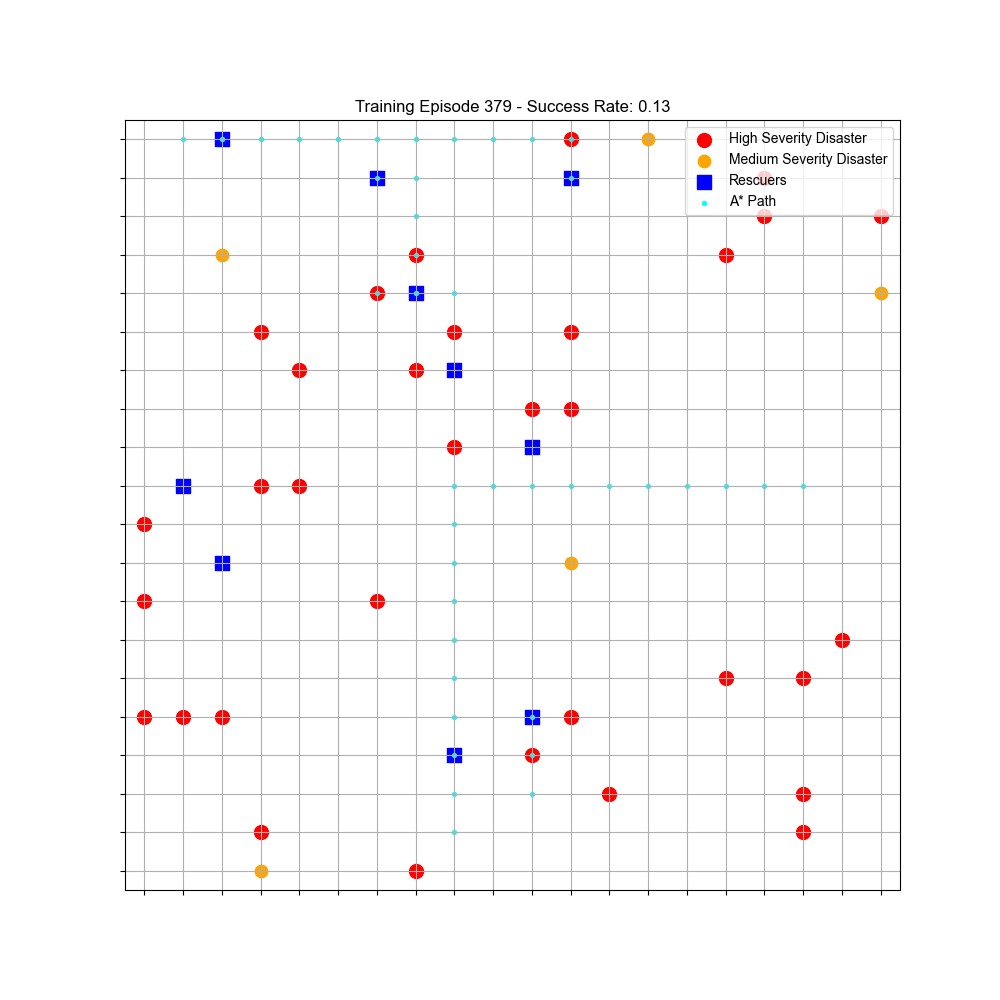 Training Episode 379 - Success Rate: 0.13
High Severity Disaster
Medium Severity Disaster
Rescuers
A* Path